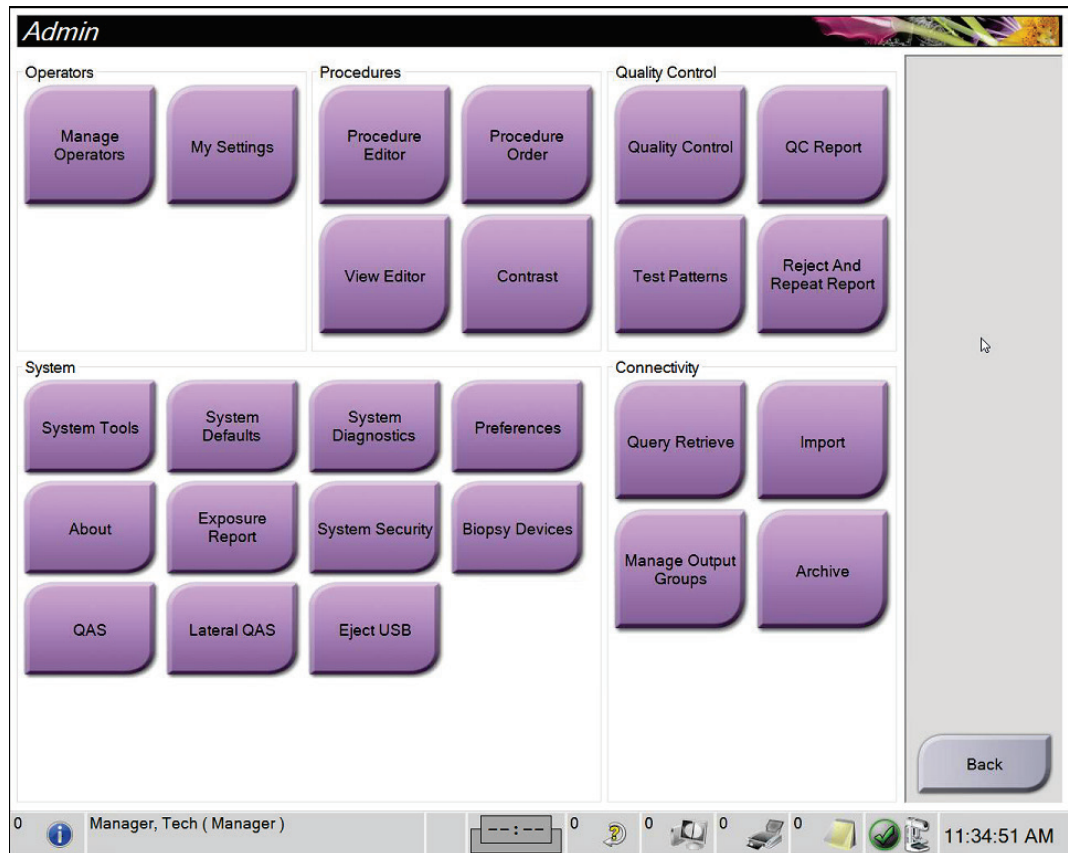 Admin
Operators
Manage
Operators
My Settings
Procedures
Procedure
Editor
Procedure
Order
View Editor
Contrast
Quality Control
Quality Control
QC Report
Test Patterns
Reject And
Repeat Report
System
System Tools
System
Defaults
System
Diagnostics
Preferences
About
Exposure
Report
System Security
Biopsy Devices
QAS
Lateral QAS
Eject USB
Connectivity
Query Retrieve
Import
Manage Output
Groups
Archive
Back
0
Manager, Tech ( Manager )
--:--
0
0
0
0
11:34:51 AM